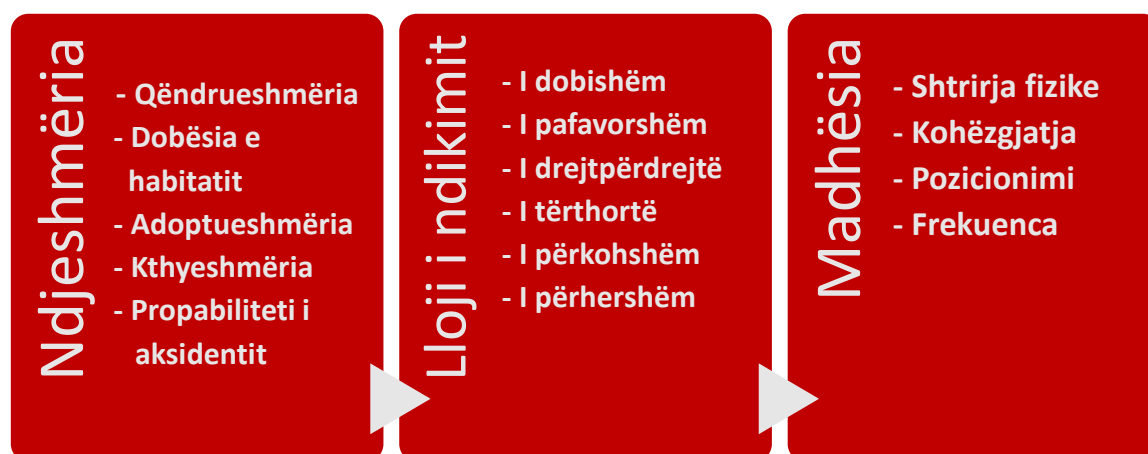 Ndjeshmëria
- Qëndrueshmëria
- Dobësia e
habitatit
- Adoptueshmëria
- Kthyeshmëria
- Propabiliteti i
aksidentit
Lloji i ndikimit
- I dobishëm
- I pafavorshëm
- I drejtpërdrejtë
- I tërthortë
- I përkohshëm
- I përhershëm
Madhësia
- Shtrirja fizike
- Kohëzgjatja
- Pozicionimi
- Frekuenca